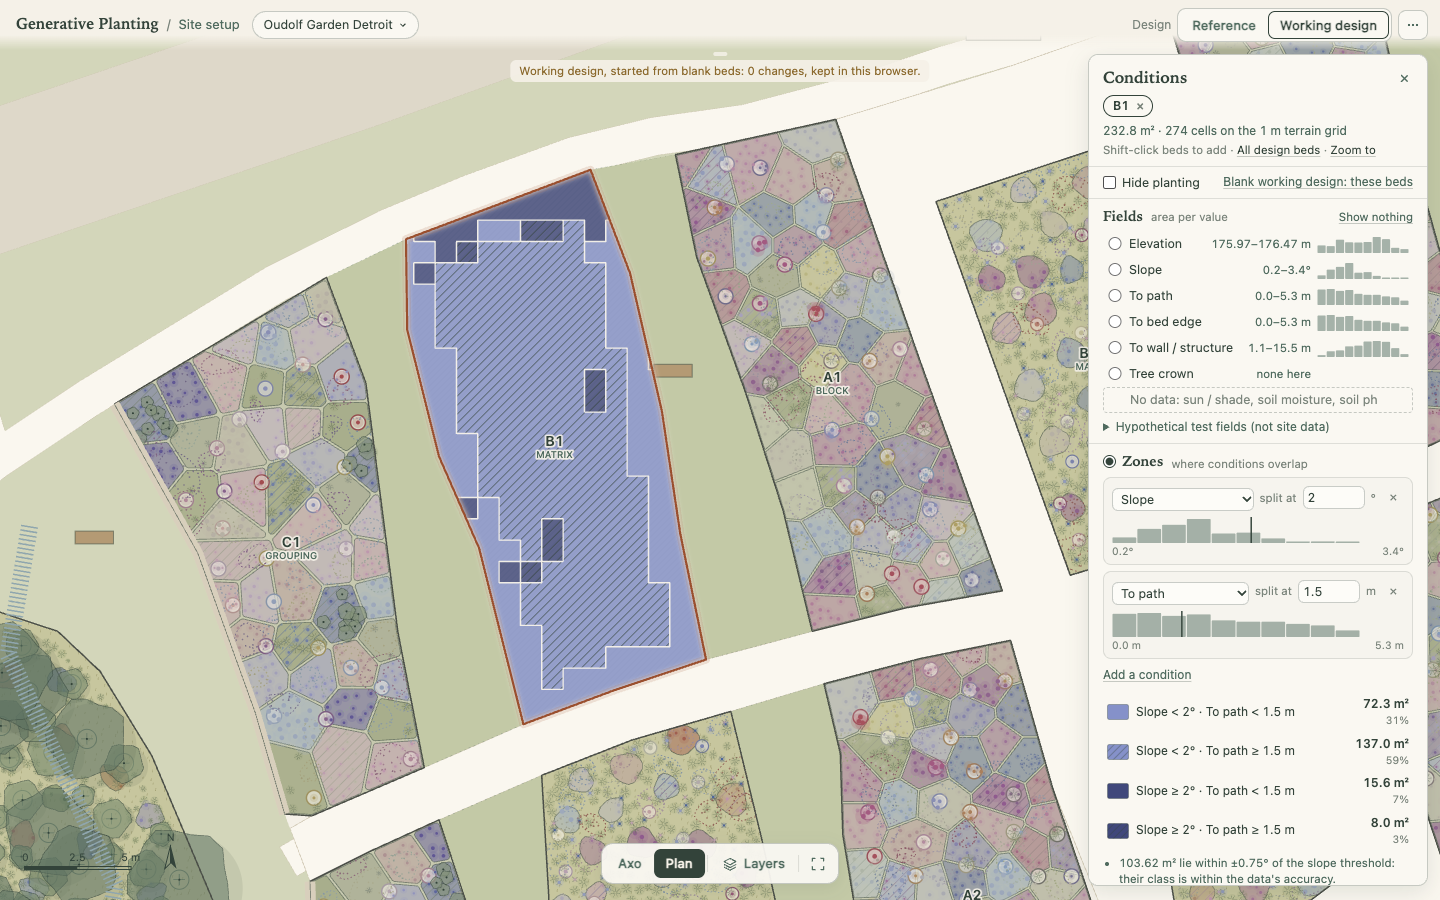 Generative Planting / Site setup Oudolf Garden Detroit
Design Reference Working design ...
Working design, started from blank beds: 0 changes, kept in this browser.
Conditions ×
B1 ×
232.8 m² · 274 cells on the 1 m terrain grid
Shift-click beds to add · All design beds · Zoom to
Hide planting Blank working design: these beds
Fields area per value Show nothing
Elevation 175.97–176.47 m
Slope 0.2–3.4°
To path 0.0–5.3 m
To bed edge 0.0–5.3 m
To wall / structure 1.1–15.5 m
Tree crown none here
No data: sun / shade, soil moisture, soil ph
Hypothetical test fields (not site data)
Zones where conditions overlap
Slope split at 2 ° ×
0.2° 3.4°
To path split at 1.5 m ×
0.0 m 5.3 m
Add a condition
Slope < 2° · To path < 1.5 m 72.3 m²
31%
Slope < 2° · To path ≥ 1.5 m 137.0 m²
59%
Slope ≥ 2° · To path < 1.5 m 15.6 m²
7%
Slope ≥ 2° · To path ≥ 1.5 m 8.0 m²
3%
• 103.62 m² lie within ±0.75° of the slope threshold:
their class is within the data's accuracy.
A1
BLOCK
B1
MATRIX
C1
GROUPING
B
MA
A2
N
0 2.5 5 m
Axo Plan Layers